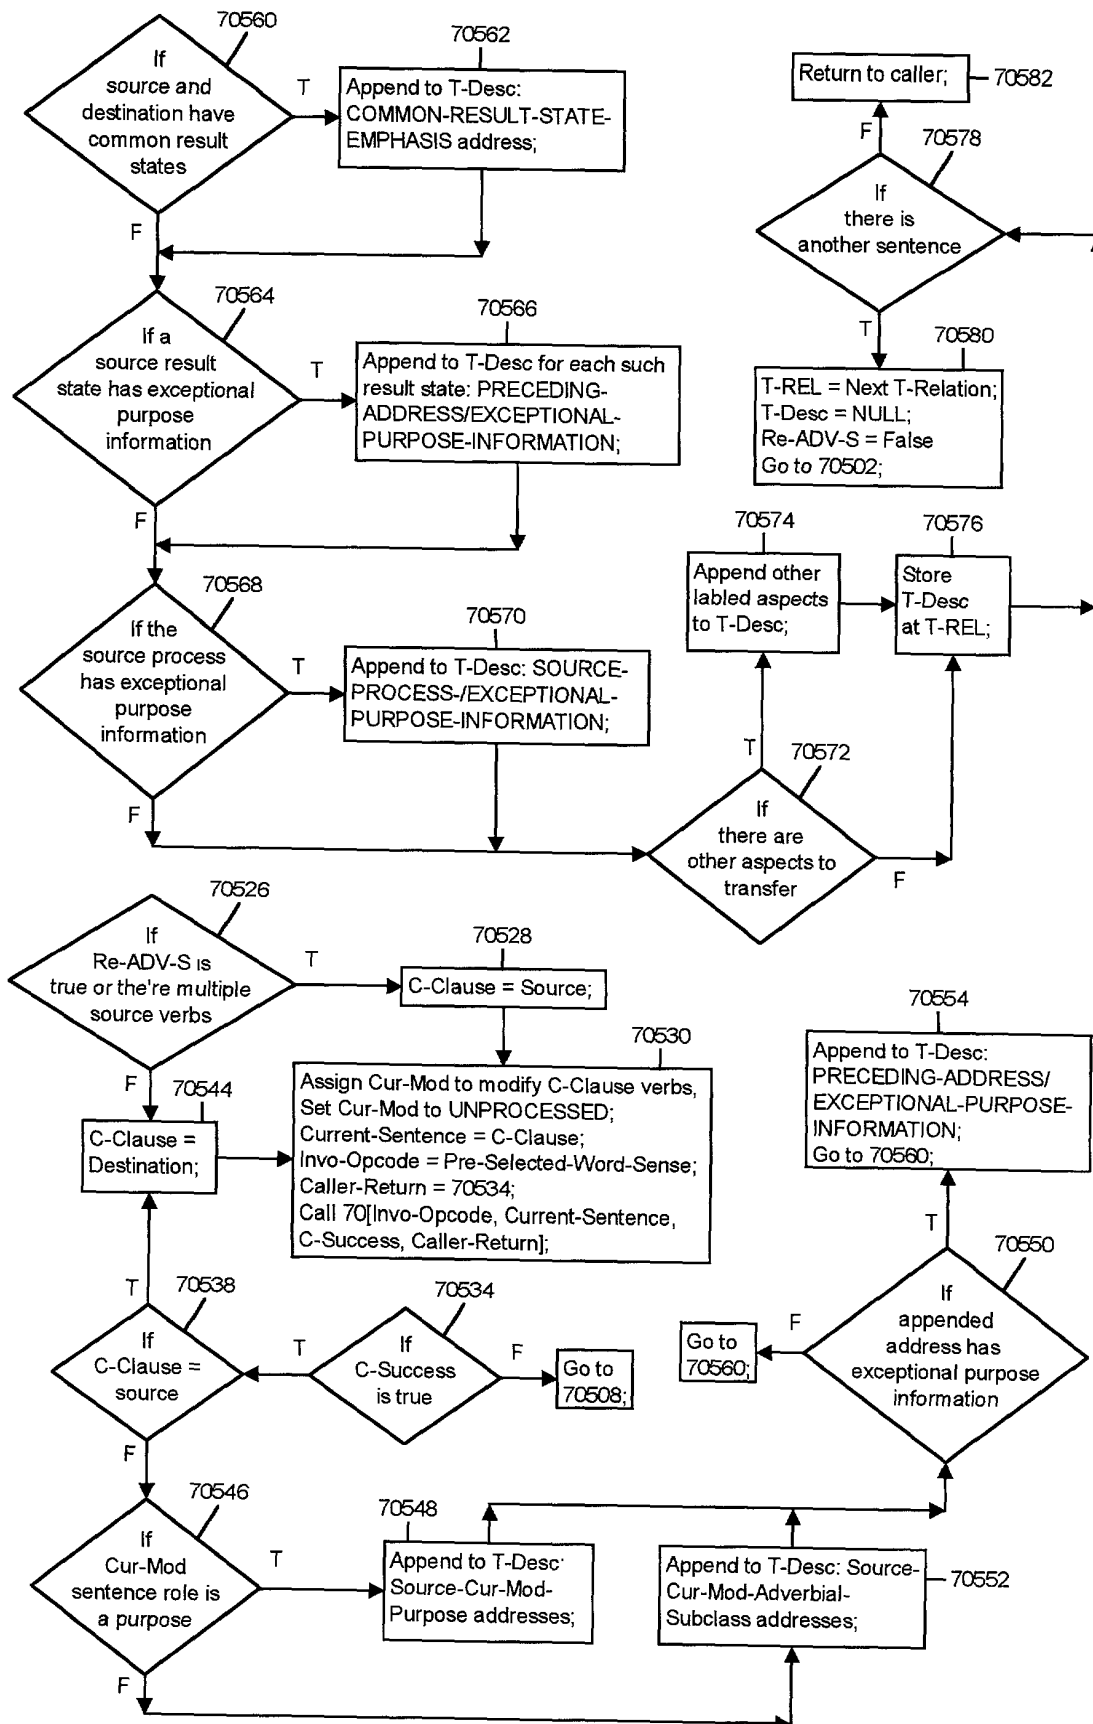 70560
If
source and
destination have
common result
states
T
F
70562
Append to T-Desc:
COMMON-RESULT-STATE-
EMPHASIS address;
70564
If a
source result
state has exceptional
purpose
information
T
F
70566
Append to T-Desc for each such
result state: PRECEDING-
ADDRESS/EXCEPTIONAL-
PURPOSE-INFORMATION;
70568
If the
source process
has exceptional
purpose
information
T
F
70570
Append to T-Desc: SOURCE-
PROCESS-/EXCEPTIONAL-
PURPOSE-INFORMATION;
Return to caller;
70582
F
70578
If
there is
another sentence
T
70580
T-REL = Next T-Relation;
T-Desc = NULL;
Re-ADV-S = False
Go to 70502;
70574
Append other
labled aspects
to T-Desc;
70576
Store
T-Desc
at T-REL;
T
70572
If
there are
other aspects to
transfer
F
70526
If
Re-ADV-S is
true or the're multiple
source verbs
T
F
70528
C-Clause = Source;
70530
Assign Cur-Mod to modify C-Clause verbs,
Set Cur-Mod to UNPROCESSED;
Current-Sentence = C-Clause;
Invo-Opcode = Pre-Selected-Word-Sense;
Caller-Return = 70534;
Call 70[Invo-Opcode, Current-Sentence,
C-Success, Caller-Return];
70544
C-Clause =
Destination;
T
70538
If
C-Clause =
source
F
T
70534
If
C-Success
is true
F
Go to
70508;
70546
If
Cur-Mod
sentence role is
a purpose
T
F
70548
Append to T-Desc:
Source-Cur-Mod-
Purpose addresses;
Append to T-Desc: Source-
Cur-Mod-Adverbial-
Subclass addresses;
70552
70554
Append to T-Desc:
PRECEDING-ADDRESS/
EXCEPTIONAL-PURPOSE-
INFORMATION;
Go to 70560;
T
70550
If
appended
address has
exceptional purpose
information
F
Go to
70560;